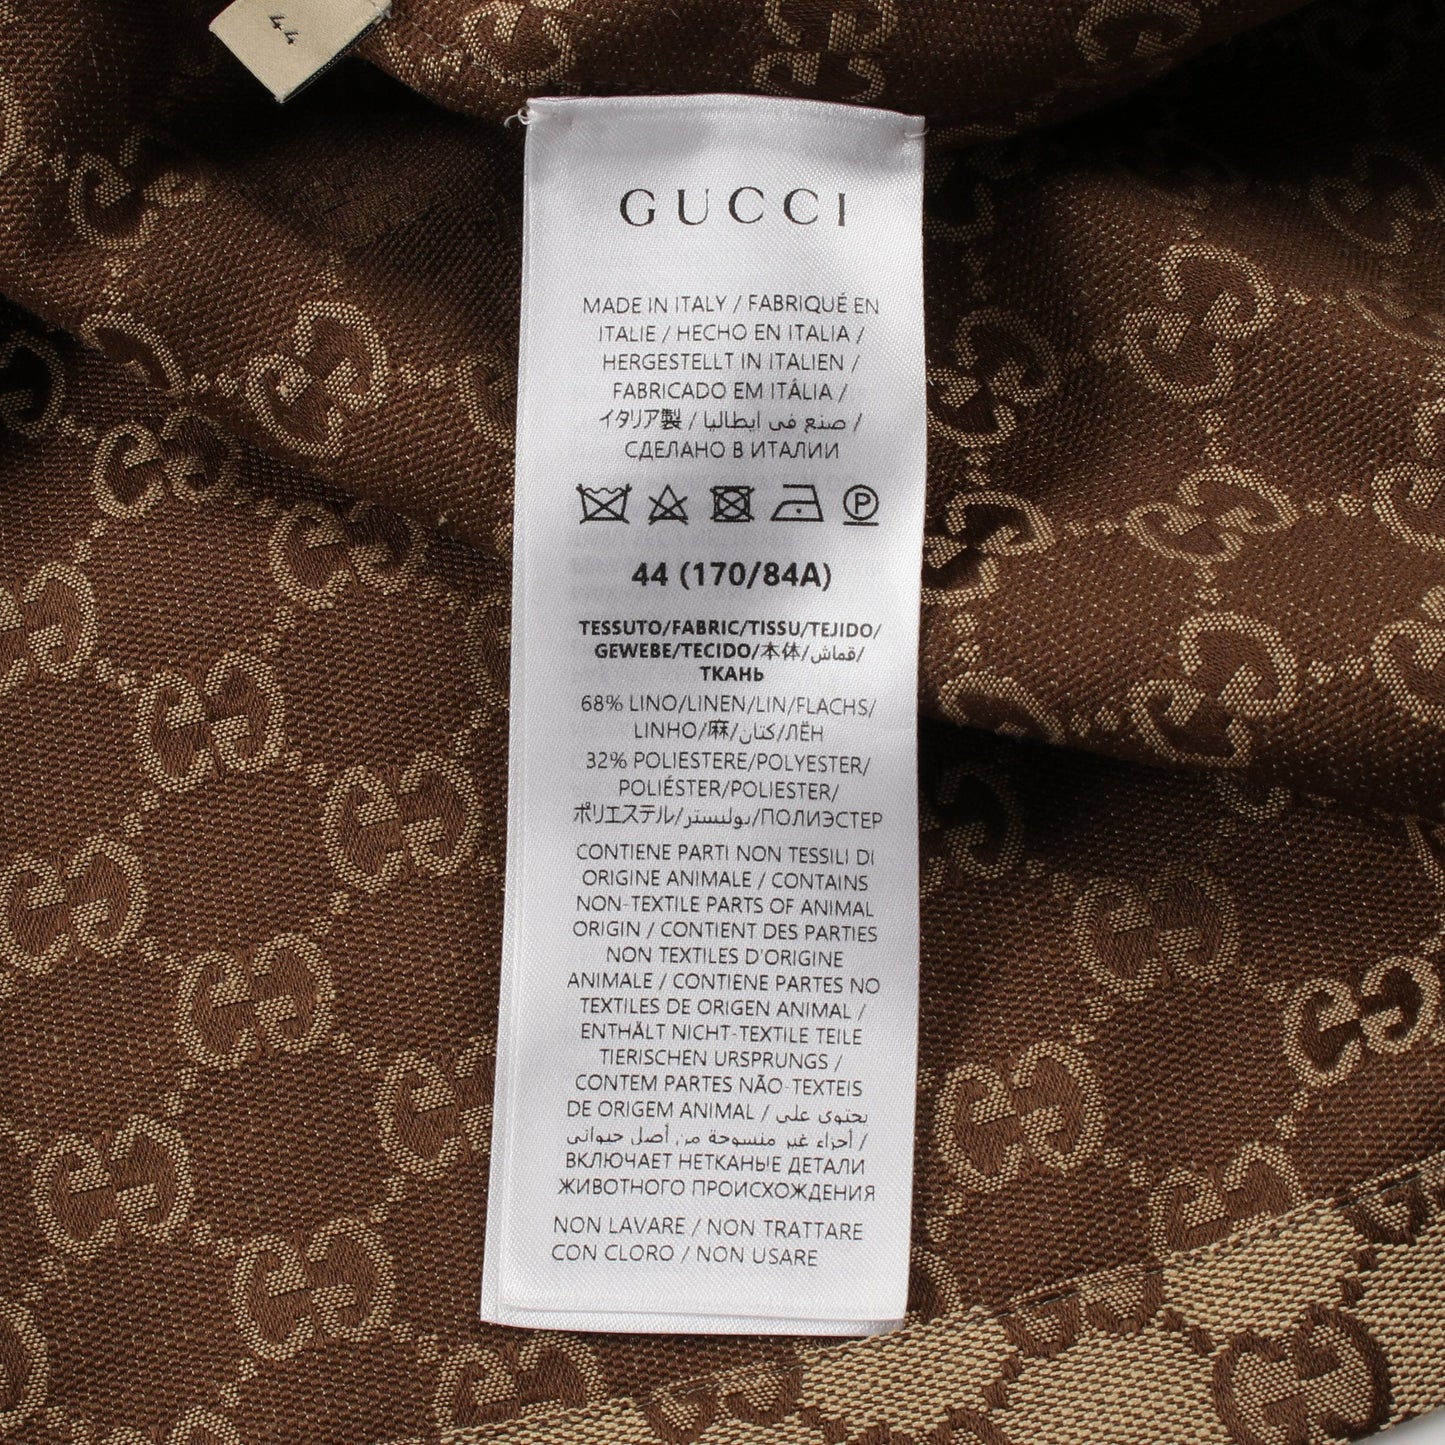 44
GUCCI
MADE IN ITALY / FABRIQUÉ EN
ITALIE / HECHO EN ITALIA /
HERGESTELLT IN ITALIEN /
FABRICADO EM ITÁLIA /
イタリア製 / صنع في ايطاليا /
СДЕЛАНО В ИТАЛИИ
P
44 (170/84A)
TESSUTO/FABRIC/TISSU/TEJIDO/
GEWEBE/TECIDO/本体/قماش/
ТКАНЬ
68% LINO/LINEN/LIN/FLACHS/
LINHO/麻/كتان/ЛЁН
32% POLIESTERE/POLYESTER/
POLIÉSTER/POLIESTER/
ポリエステル/بوليستر/ПОЛИЭСТЕР
CONTIENE PARTI NON TESSILI DI
ORIGINE ANIMALE / CONTAINS
NON-TEXTILE PARTS OF ANIMAL
ORIGIN / CONTIENT DES PARTIES
NON TEXTILES D'ORIGINE
ANIMALE / CONTIENE PARTES NO
TEXTILES DE ORIGEN ANIMAL /
ENTHÄLT NICHT-TEXTILE TEILE
TIERISCHEN URSPRUNGS /
CONTEM PARTES NÃO-TEXTEIS
DE ORIGEM ANIMAL / يحتوي على
أجزاء غير منسوجة من أصل حيواني /
ВКЛЮЧАЕТ НЕТКАНЫЕ ДЕТАЛИ
ЖИВОТНОГО ПРОИСХОЖДЕНИЯ
NON LAVARE / NON TRATTARE
CON CLORO / NON USARE